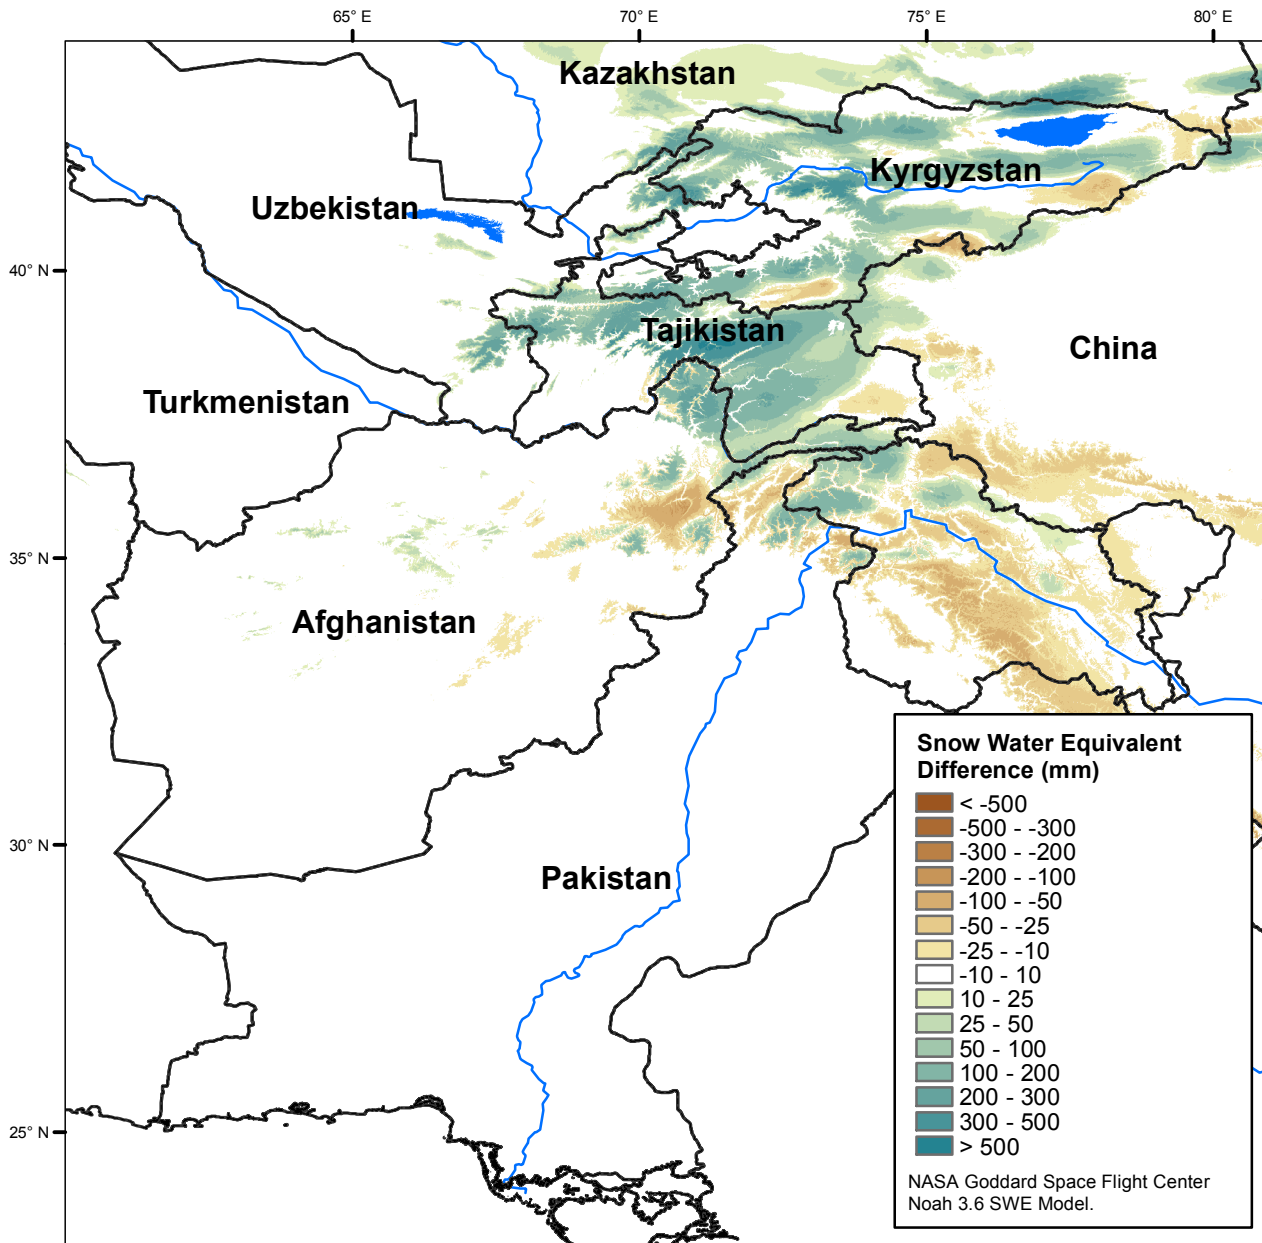 65° E
70° E
75° E
80° E
Kazakhstan
Kyrgyzstan
Uzbekistan
40° N
Tajikistan
China
Turkmenistan
35° N
Afghanistan
30° N
Pakistan
25° N
Snow Water Equivalent
Difference (mm)
< -500
-500 - -300
-300 - -200
-200 - -100
-100 - -50
-50 - -25
-25 - -10
-10 - 10
10 - 25
25 - 50
50 - 100
100 - 200
200 - 300
300 - 500
> 500
NASA Goddard Space Flight Center
Noah 3.6 SWE Model.